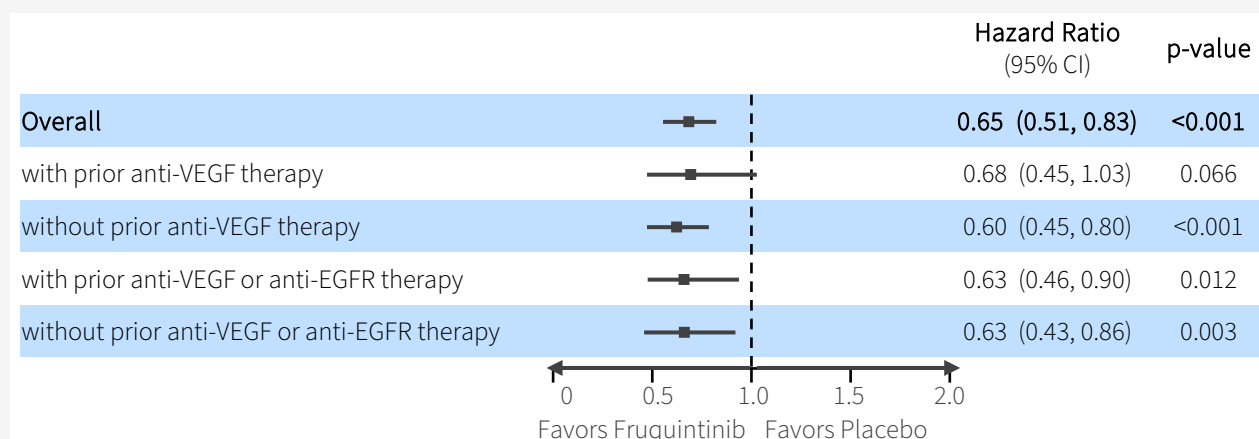 Hazard Ratio
(95% CI)
p-value
Overall 0.65 (0.51, 0.83) <0.001
with prior anti-VEGF therapy 0.68 (0.45, 1.03) 0.066
without prior anti-VEGF therapy 0.60 (0.45, 0.80) <0.001
with prior anti-VEGF or anti-EGFR therapy 0.63 (0.46, 0.90) 0.012
without prior anti-VEGF or anti-EGFR therapy 0.63 (0.43, 0.86) 0.003
0 0.5 1.0 1.5 2.0
Favors Fruquintinib Favors Placebo